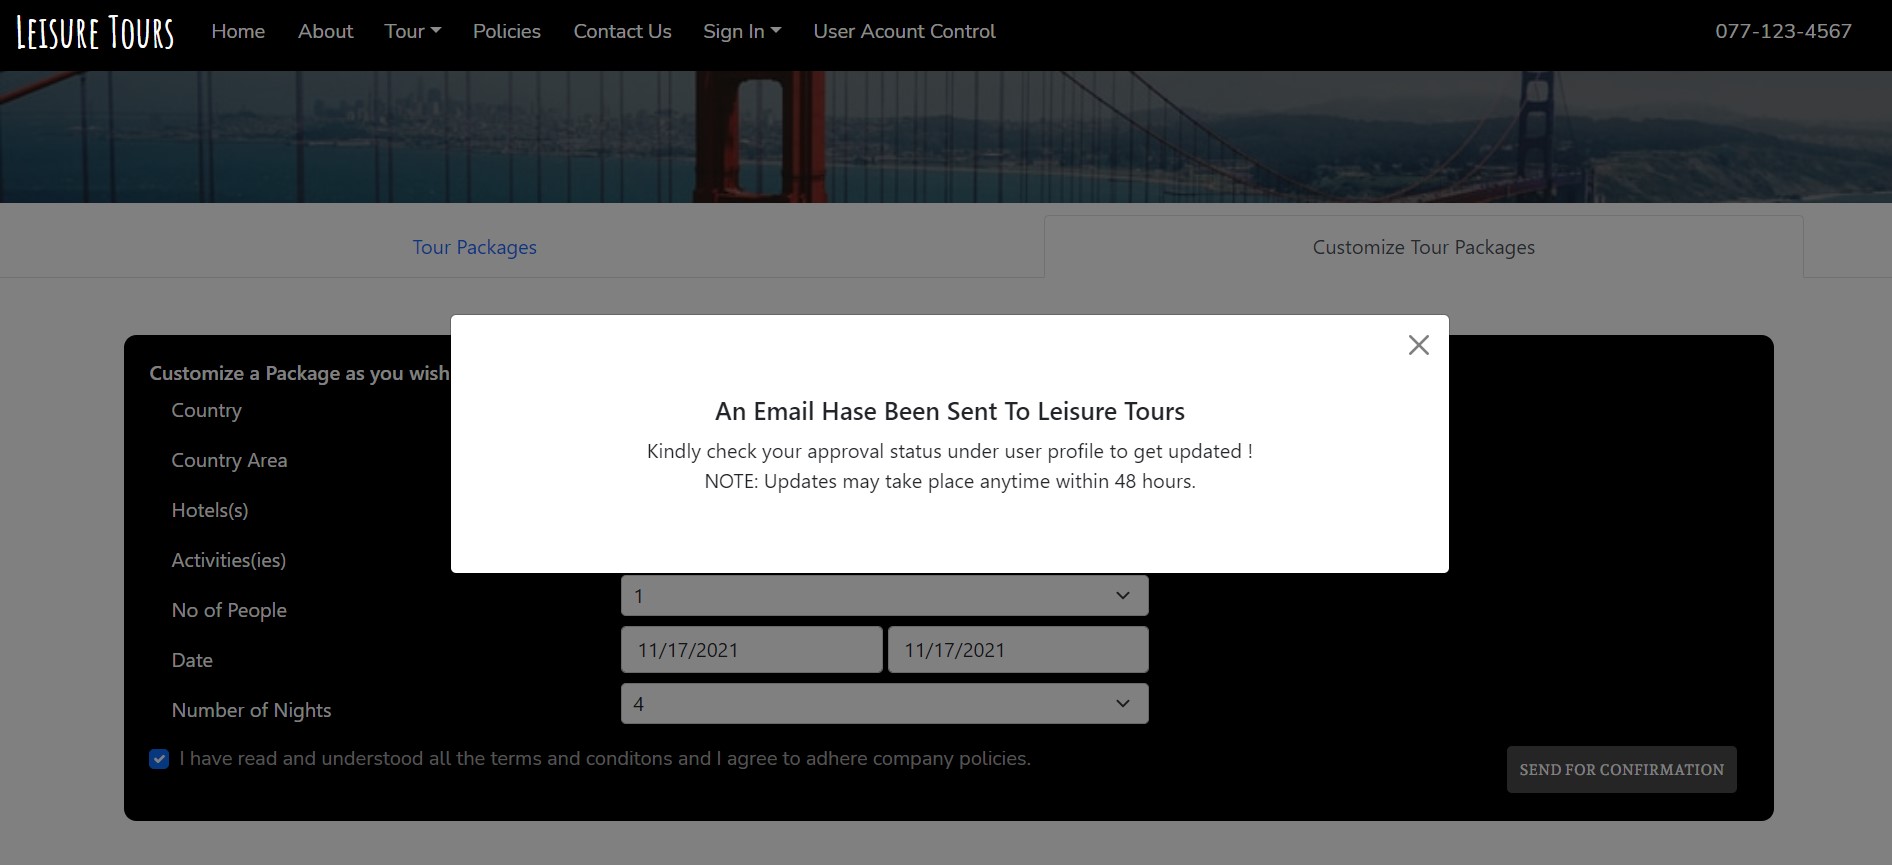 LEISURE TOURS Home About Tour Policies Contact Us Sign In User Acount Control 077-123-4567
Tour Packages Customize Tour Packages
An Email Hase Been Sent To Leisure Tours
Kindly check your approval status under user profile to get updated !
NOTE: Updates may take place anytime within 48 hours.
Customize a Package as you wish
Country
Country Area
Hotels(s)
Activities(ies)
No of People 1
Date 11/17/2021 11/17/2021
Number of Nights 4
I have read and understood all the terms and conditons and I agree to adhere company policies.
SEND FOR CONFIRMATION